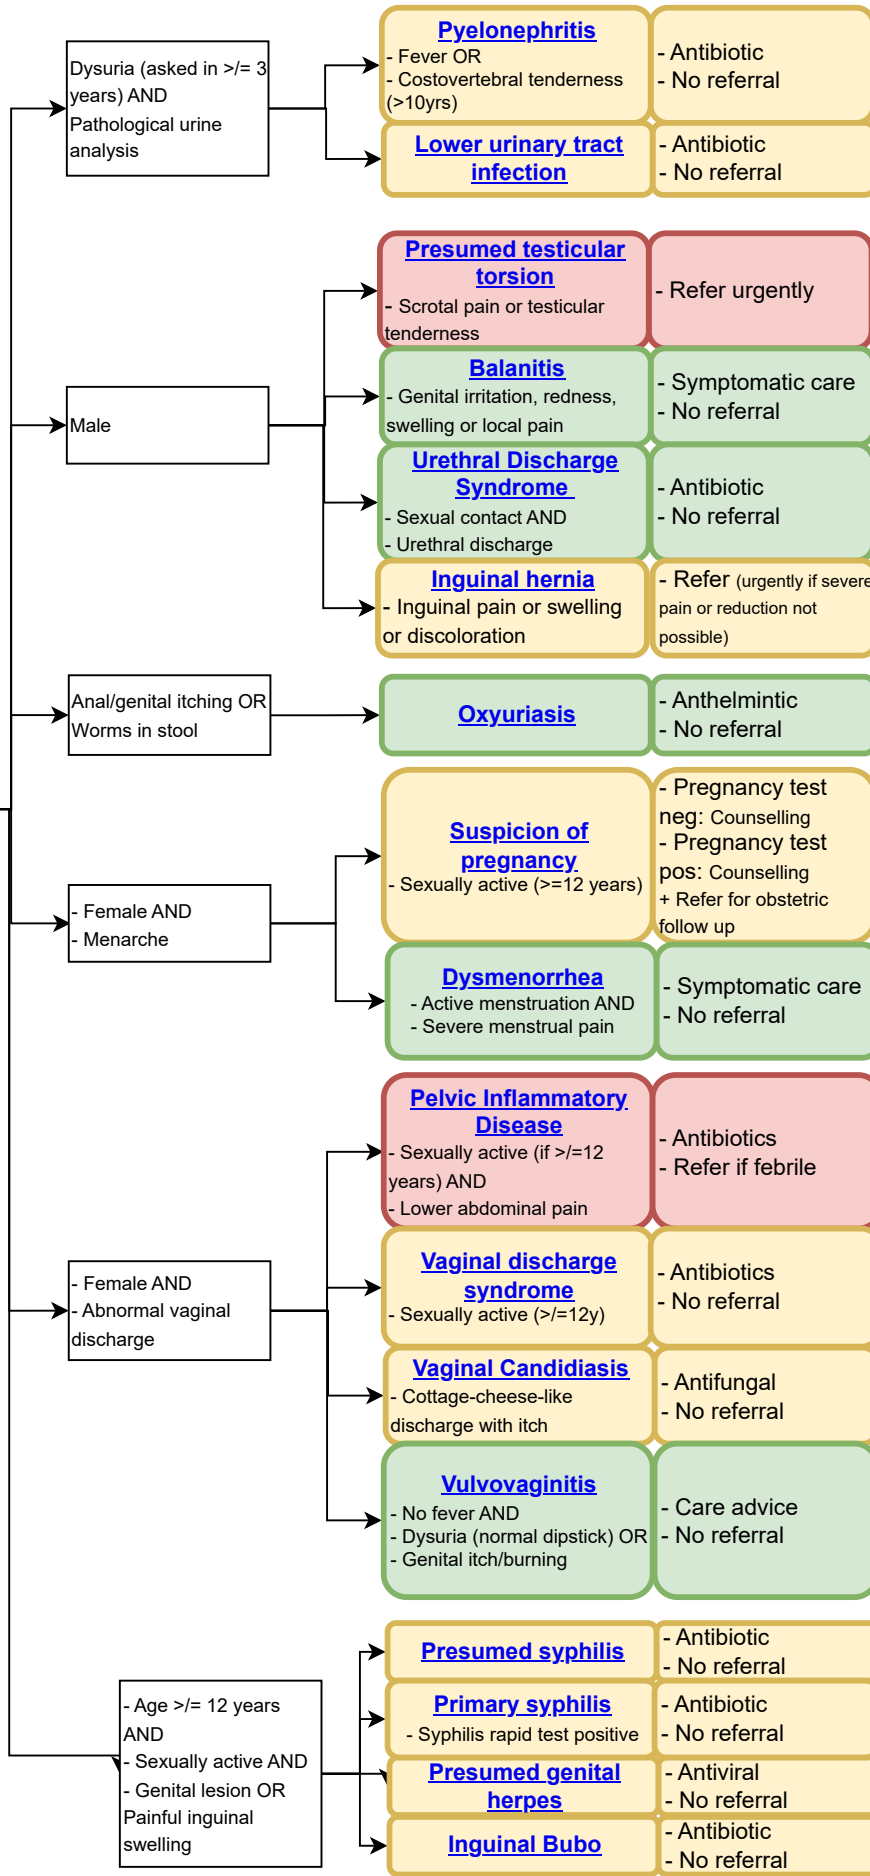 Dysuria (asked in >/= 3
years) AND
Pathological urine
analysis
Pyelonephritis
- Fever OR
- Costovertebral tenderness
(>10yrs)
- Antibiotic
- No referral
Lower urinary tract
infection
- Antibiotic
- No referral
Male
Presumed testicular
torsion
- Scrotal pain or testicular
tenderness
- Refer urgently
Balanitis
- Genital irritation, redness,
swelling or local pain
- Symptomatic care
- No referral
Urethral Discharge
Syndrome
- Sexual contact AND
- Urethral discharge
- Antibiotic
- No referral
Inguinal hernia
- Inguinal pain or swelling
or discoloration
- Refer (urgently if severe
pain or reduction not
possible)
Anal/genital itching OR
Worms in stool
Oxyuriasis
- Anthelmintic
- No referral
- Female AND
- Menarche
Suspicion of
pregnancy
- Sexually active (>=12 years)
- Pregnancy test
neg: Counselling
- Pregnancy test
pos: Counselling
+ Refer for obstetric
follow up
Dysmenorrhea
- Active menstruation AND
- Severe menstrual pain
- Symptomatic care
- No referral
- Female AND
- Abnormal vaginal
discharge
Pelvic Inflammatory
Disease
- Sexually active (if >/=12
years) AND
- Lower abdominal pain
- Antibiotics
- Refer if febrile
Vaginal discharge
syndrome
- Sexually active (>/=12y)
- Antibiotics
- No referral
Vaginal Candidiasis
- Cottage-cheese-like
discharge with itch
- Antifungal
- No referral
Vulvovaginitis
- No fever AND
- Dysuria (normal dipstick) OR
- Genital itch/burning
- Care advice
- No referral
- Age >/= 12 years
AND
- Sexually active AND
- Genital lesion OR
Painful inguinal
swelling
Presumed syphilis
- Antibiotic
- No referral
Primary syphilis
- Syphilis rapid test positive
- Antibiotic
- No referral
Presumed genital
herpes
- Antiviral
- No referral
Inguinal Bubo
- Antibiotic
- No referral